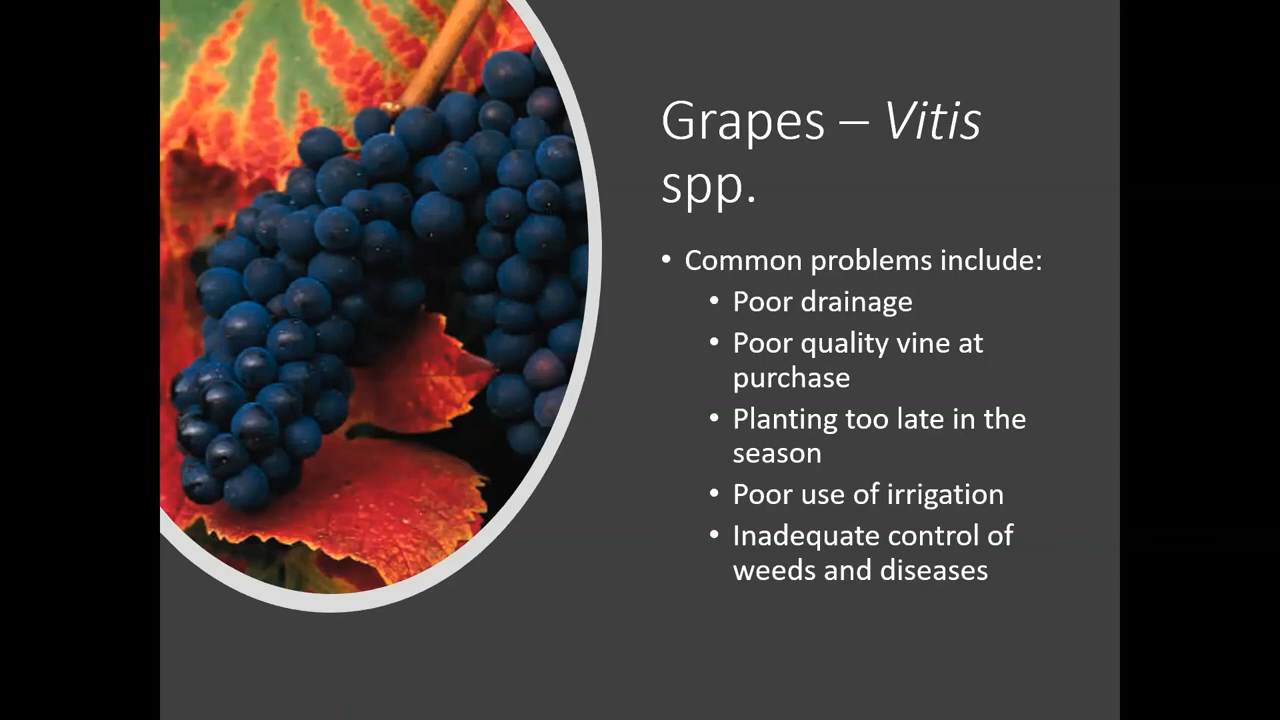 Grapes – Vitis
spp.
• Common problems include:
• Poor drainage
• Poor quality vine at
purchase
• Planting too late in the
season
• Poor use of irrigation
• Inadequate control of
weeds and diseases